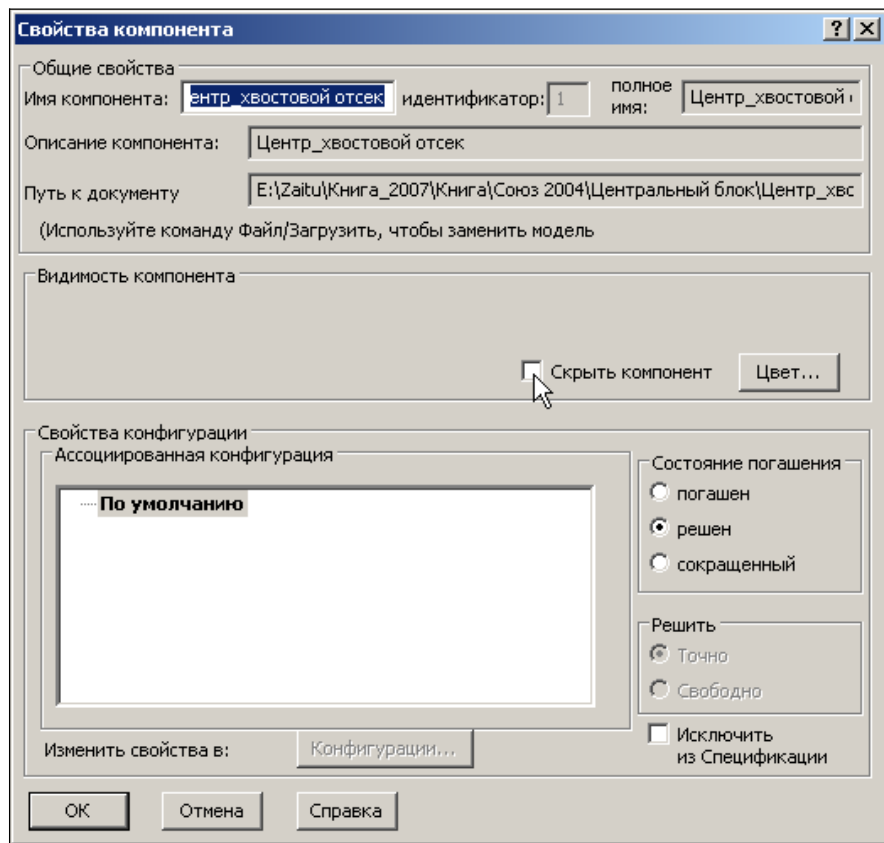 Свойства компонента
Общие свойства
Имя компонента: ентр_хвостовой отсек идентификатор: 1 полное имя: Центр_хвостовой
Описание компонента: Центр_хвостовой отсек
Путь к документу E:\Zaitu\Книга_2007\Книга\Союз 2004\Центральный блок\Центр_хвс
(Используйте команду Файл/Загрузить, чтобы заменить модель
Видимость компонента
Скрыть компонент Цвет...
Свойства конфигурации
Ассоциированная конфигурация
По умолчанию
Состояние погашения
погашен
решен
сокращенный
Решить
Точно
Свободно
Исключить
из Спецификации
Изменить свойства в: Конфигурации...
OK Отмена Справка